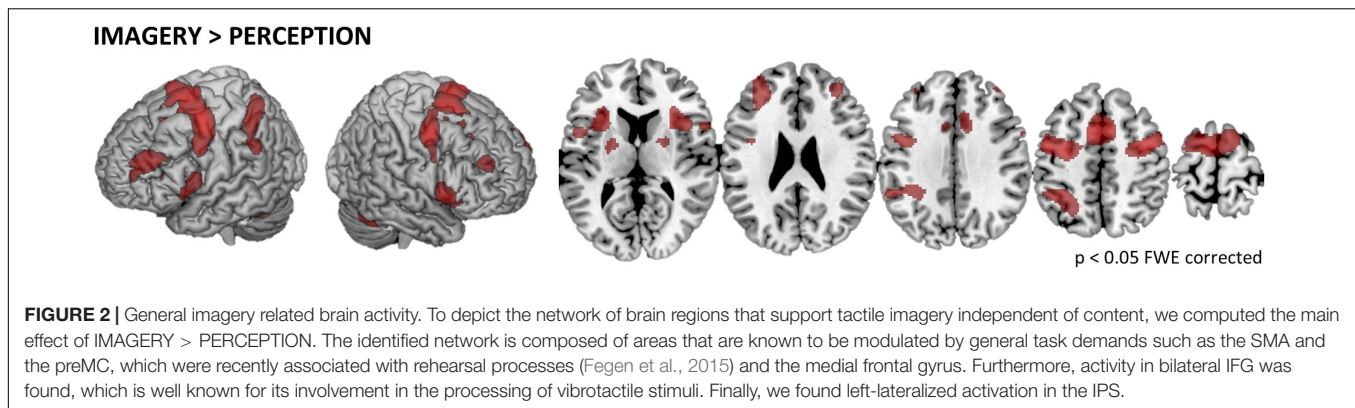 IMAGERY > PERCEPTION
p < 0.05 FWE corrected
FIGURE 2 | General imagery related brain activity. To depict the network of brain regions that support tactile imagery independent of content, we computed the main
effect of IMAGERY > PERCEPTION. The identified network is composed of areas that are known to be modulated by general task demands such as the SMA and
the preMC, which were recently associated with rehearsal processes (Fegen et al., 2015) and the medial frontal gyrus. Furthermore, activity in bilateral IFG was
found, which is well known for its involvement in the processing of vibrotactile stimuli. Finally, we found left-lateralized activation in the IPS.